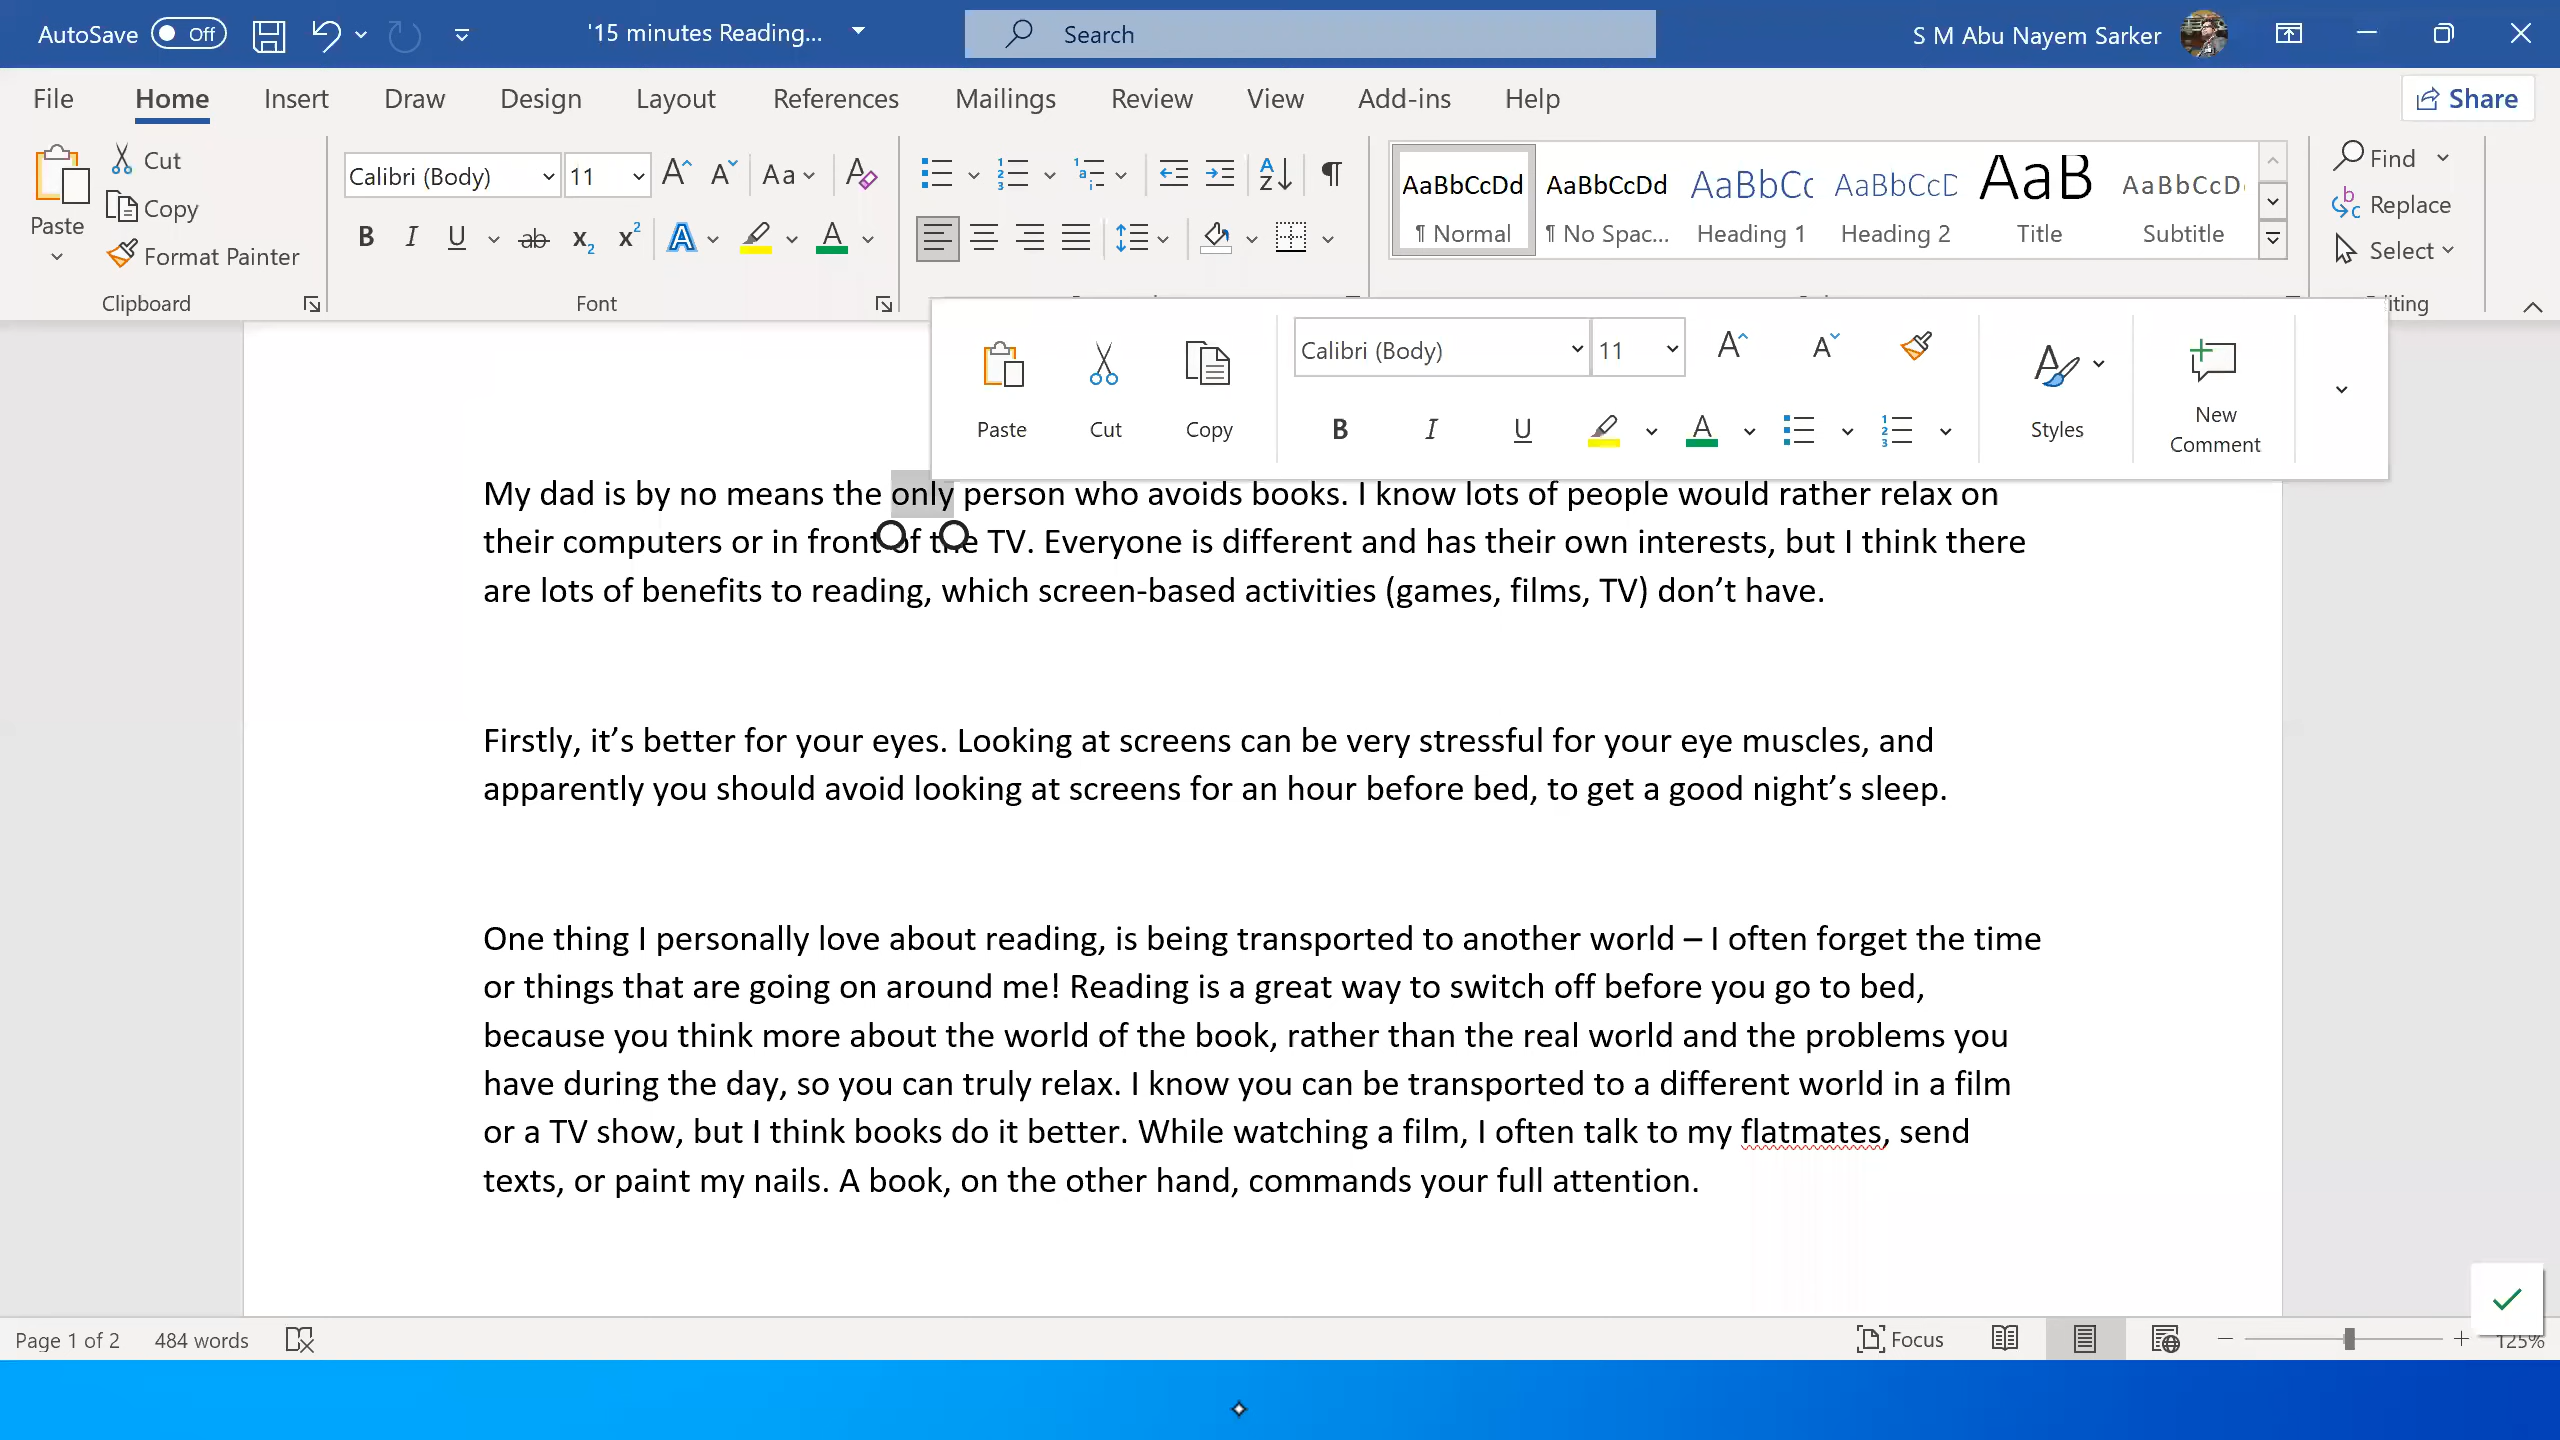 AutoSave Off '15 minutes Reading... Search S M Abu Nayem Sarker
File Home Insert Draw Design Layout References Mailings Review View Add-ins Help Share
Paste Cut Copy Format Painter
Calibri (Body) 11
AaBbCcDd AaBbCcDd AaBbCc AaBbCcD AaB AaBbCcD
¶ Normal ¶ No Spac... Heading 1 Heading 2 Title Subtitle
Find
Replace
Select
Clipboard Font
Calibri (Body) 11
Paste Cut Copy B I U Styles New Comment
My dad is by no means the only person who avoids books. I know lots of people would rather relax on
their computers or in front of the TV. Everyone is different and has their own interests, but I think there
are lots of benefits to reading, which screen-based activities (games, films, TV) don’t have.
Firstly, it’s better for your eyes. Looking at screens can be very stressful for your eye muscles, and
apparently you should avoid looking at screens for an hour before bed, to get a good night’s sleep.
One thing I personally love about reading, is being transported to another world – I often forget the time
or things that are going on around me! Reading is a great way to switch off before you go to bed,
because you think more about the world of the book, rather than the real world and the problems you
have during the day, so you can truly relax. I know you can be transported to a different world in a film
or a TV show, but I think books do it better. While watching a film, I often talk to my flatmates, send
texts, or paint my nails. A book, on the other hand, commands your full attention.
Page 1 of 2 484 words Focus 125%